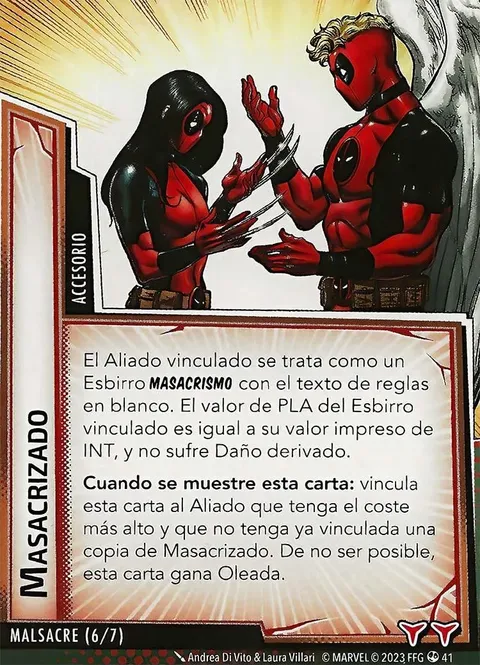 ACCESORIO
MASACRIZADO
El Aliado vinculado se trata como un
Esbirro MASACRISMO con el texto de reglas
en blanco. El valor de PLA del Esbirro
vinculado es igual a su valor impreso de
INT, y no sufre Daño derivado.
Cuando se muestre esta carta: vincula
esta carta al Aliado que tenga el coste
más alto y que no tenga ya vinculada una
copia de Masacrizado. De no ser posible,
esta carta gana Oleada.
MALSACRE (6/7)
Andrea Di Vito & Laura Villari © MARVEL © 2023 FFG 41